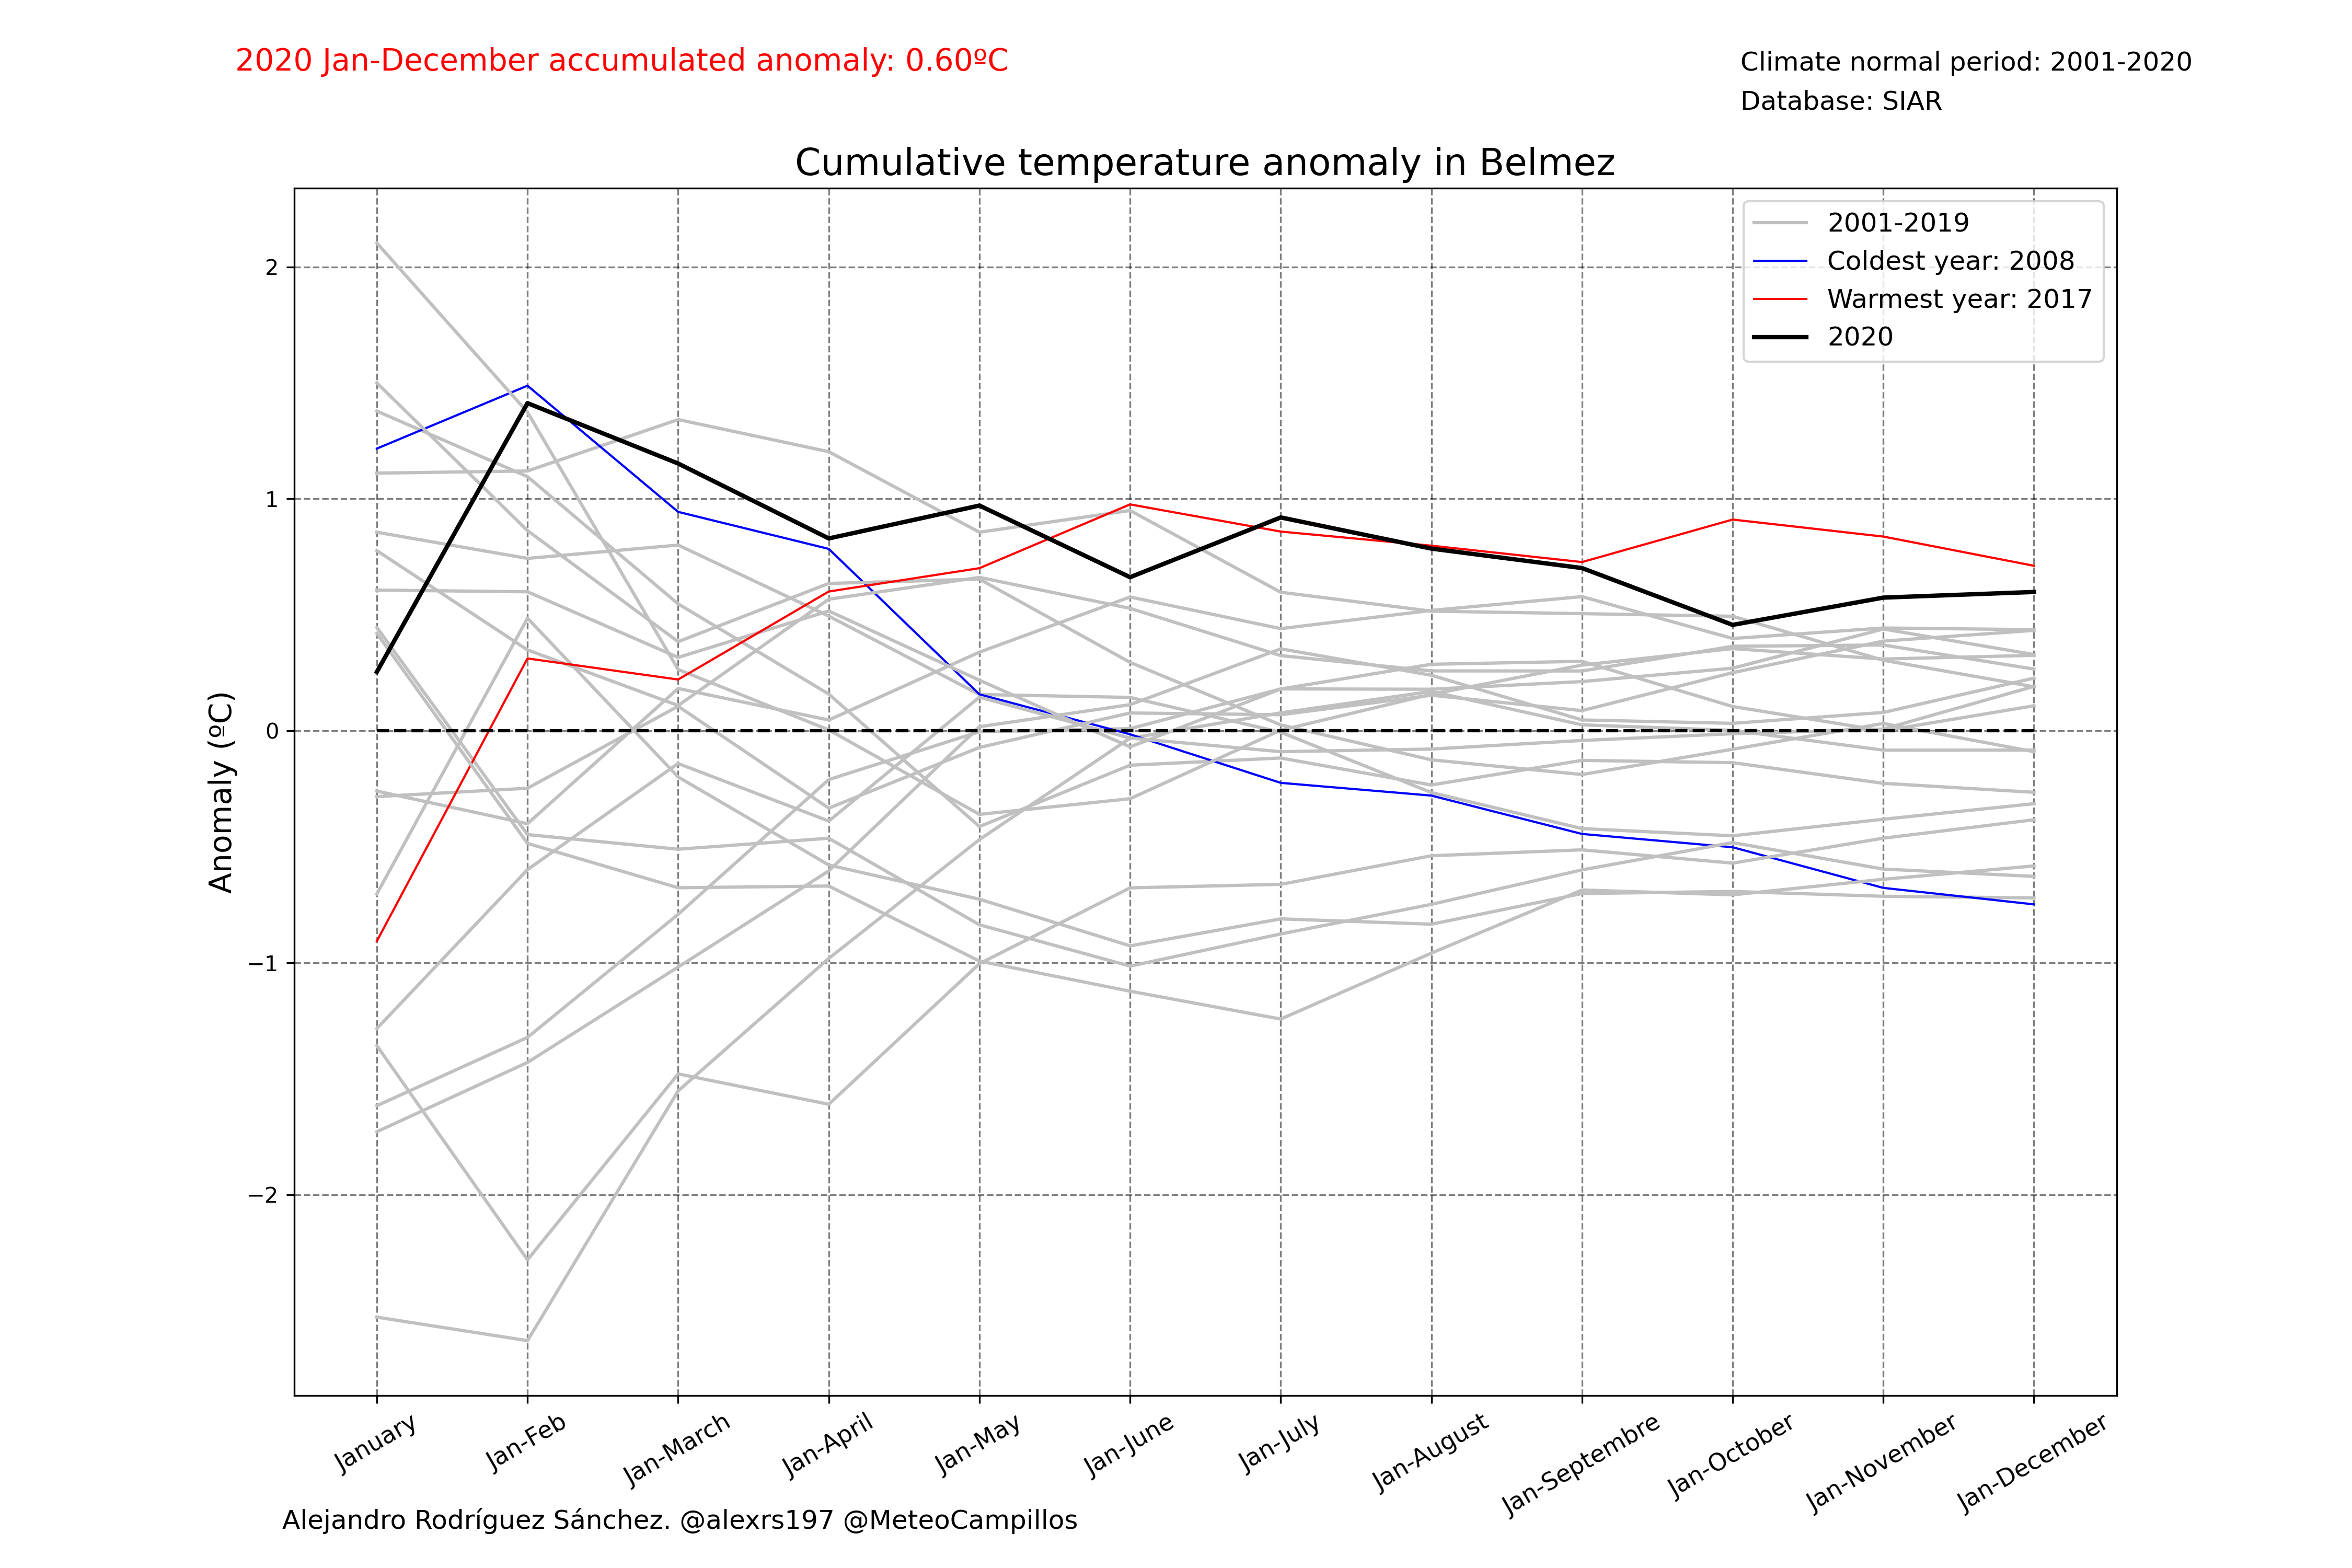 2020 Jan-December accumulated anomaly: 0.60ºC
Climate normal period: 2001-2020
Database: SIAR
Cumulative temperature anomaly in Belmez
2001-2019
Coldest year: 2008
Warmest year: 2017
2020
Anomaly (ºC)
2
1
0
−1
−2
January
Jan-Feb
Jan-March
Jan-April
Jan-May
Jan-June
Jan-July
Jan-August
Jan-Septembre
Jan-October
Jan-November
Jan-December
Alejandro Rodríguez Sánchez. @alexrs197 @MeteoCampillos